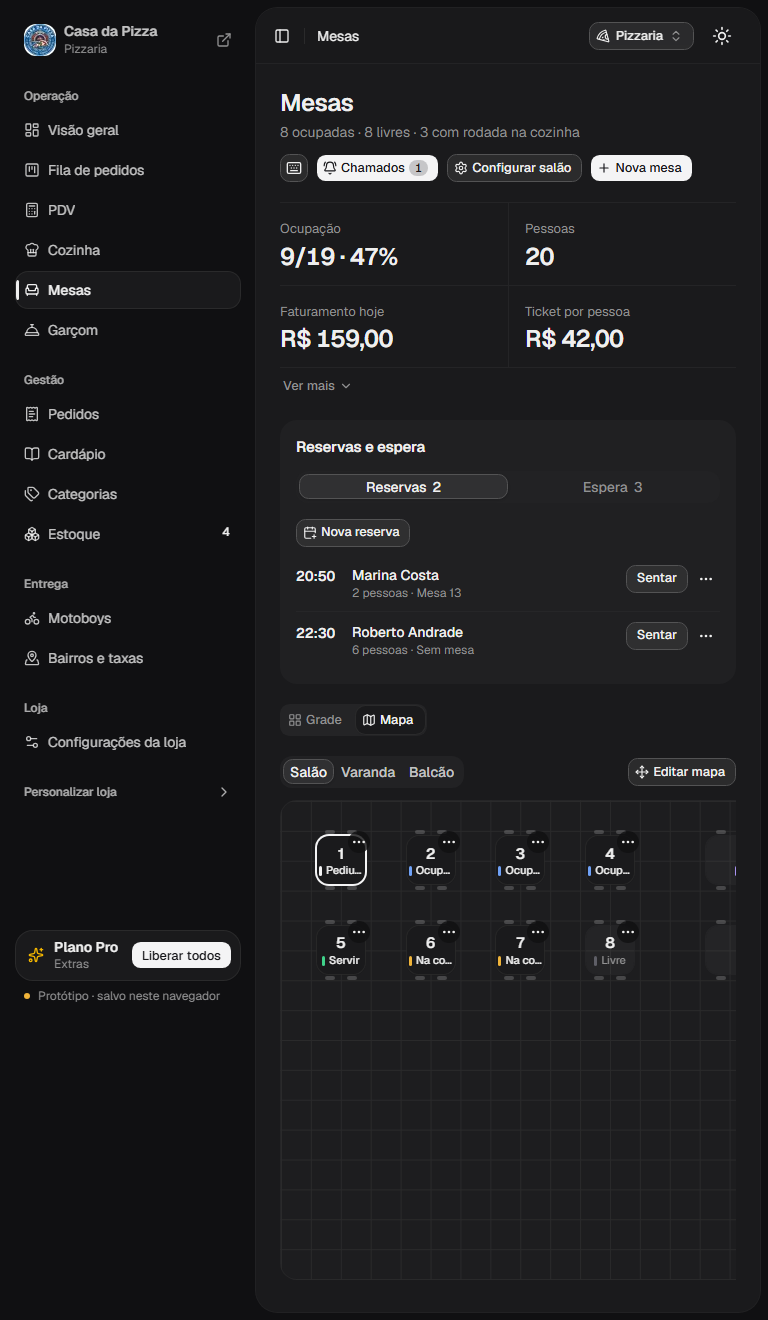 Casa da Pizza
Pizzaria
Operação
Visão geral
Fila de pedidos
PDV
Cozinha
Mesas
Garçom
Gestão
Pedidos
Cardápio
Categorias
Estoque 4
Entrega
Motoboys
Bairros e taxas
Loja
Configurações da loja
Personalizar loja
Plano Pro
Extras
Liberar todos
Protótipo · salvo neste navegador
Mesas
Pizzaria
Mesas
8 ocupadas · 8 livres · 3 com rodada na cozinha
Chamados 1
Configurar salão
Nova mesa
Ocupação
9/19 · 47%
Pessoas
20
Faturamento hoje
R$ 159,00
Ticket por pessoa
R$ 42,00
Ver mais
Reservas e espera
Reservas 2
Espera 3
Nova reserva
20:50 Marina Costa
2 pessoas · Mesa 13
Sentar
22:30 Roberto Andrade
6 pessoas · Sem mesa
Sentar
Grade
Mapa
Salão
Varanda
Balcão
Editar mapa
1
Pediu...
2
Ocup...
3
Ocup...
4
Ocup...
5
Servir
6
Na co...
7
Na co...
8
Livre